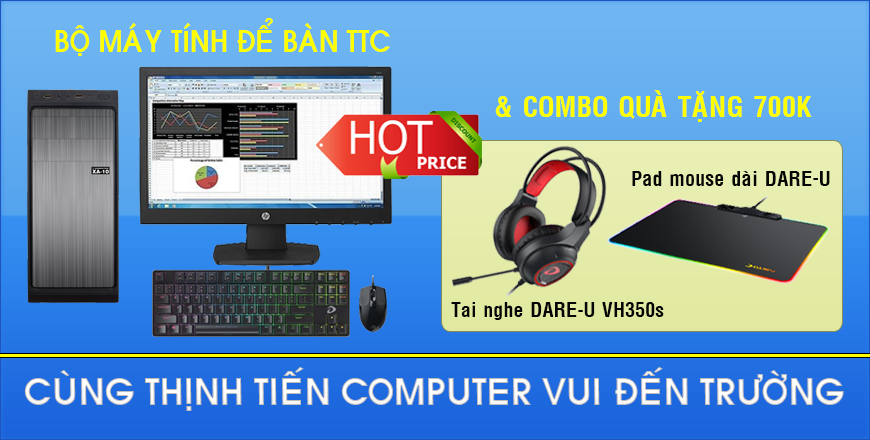 BỘ MÁY TÍNH ĐỂ BÀN TTC
& COMBO QUÀ TẶNG 700K
HOT
PRICE
DISCOUNT
XA-10
hp
Pad mouse dài DARE-U
Tai nghe DARE-U VH350s
CÙNG THỊNH TIẾN COMPUTER VUI ĐẾN TRƯỜNG